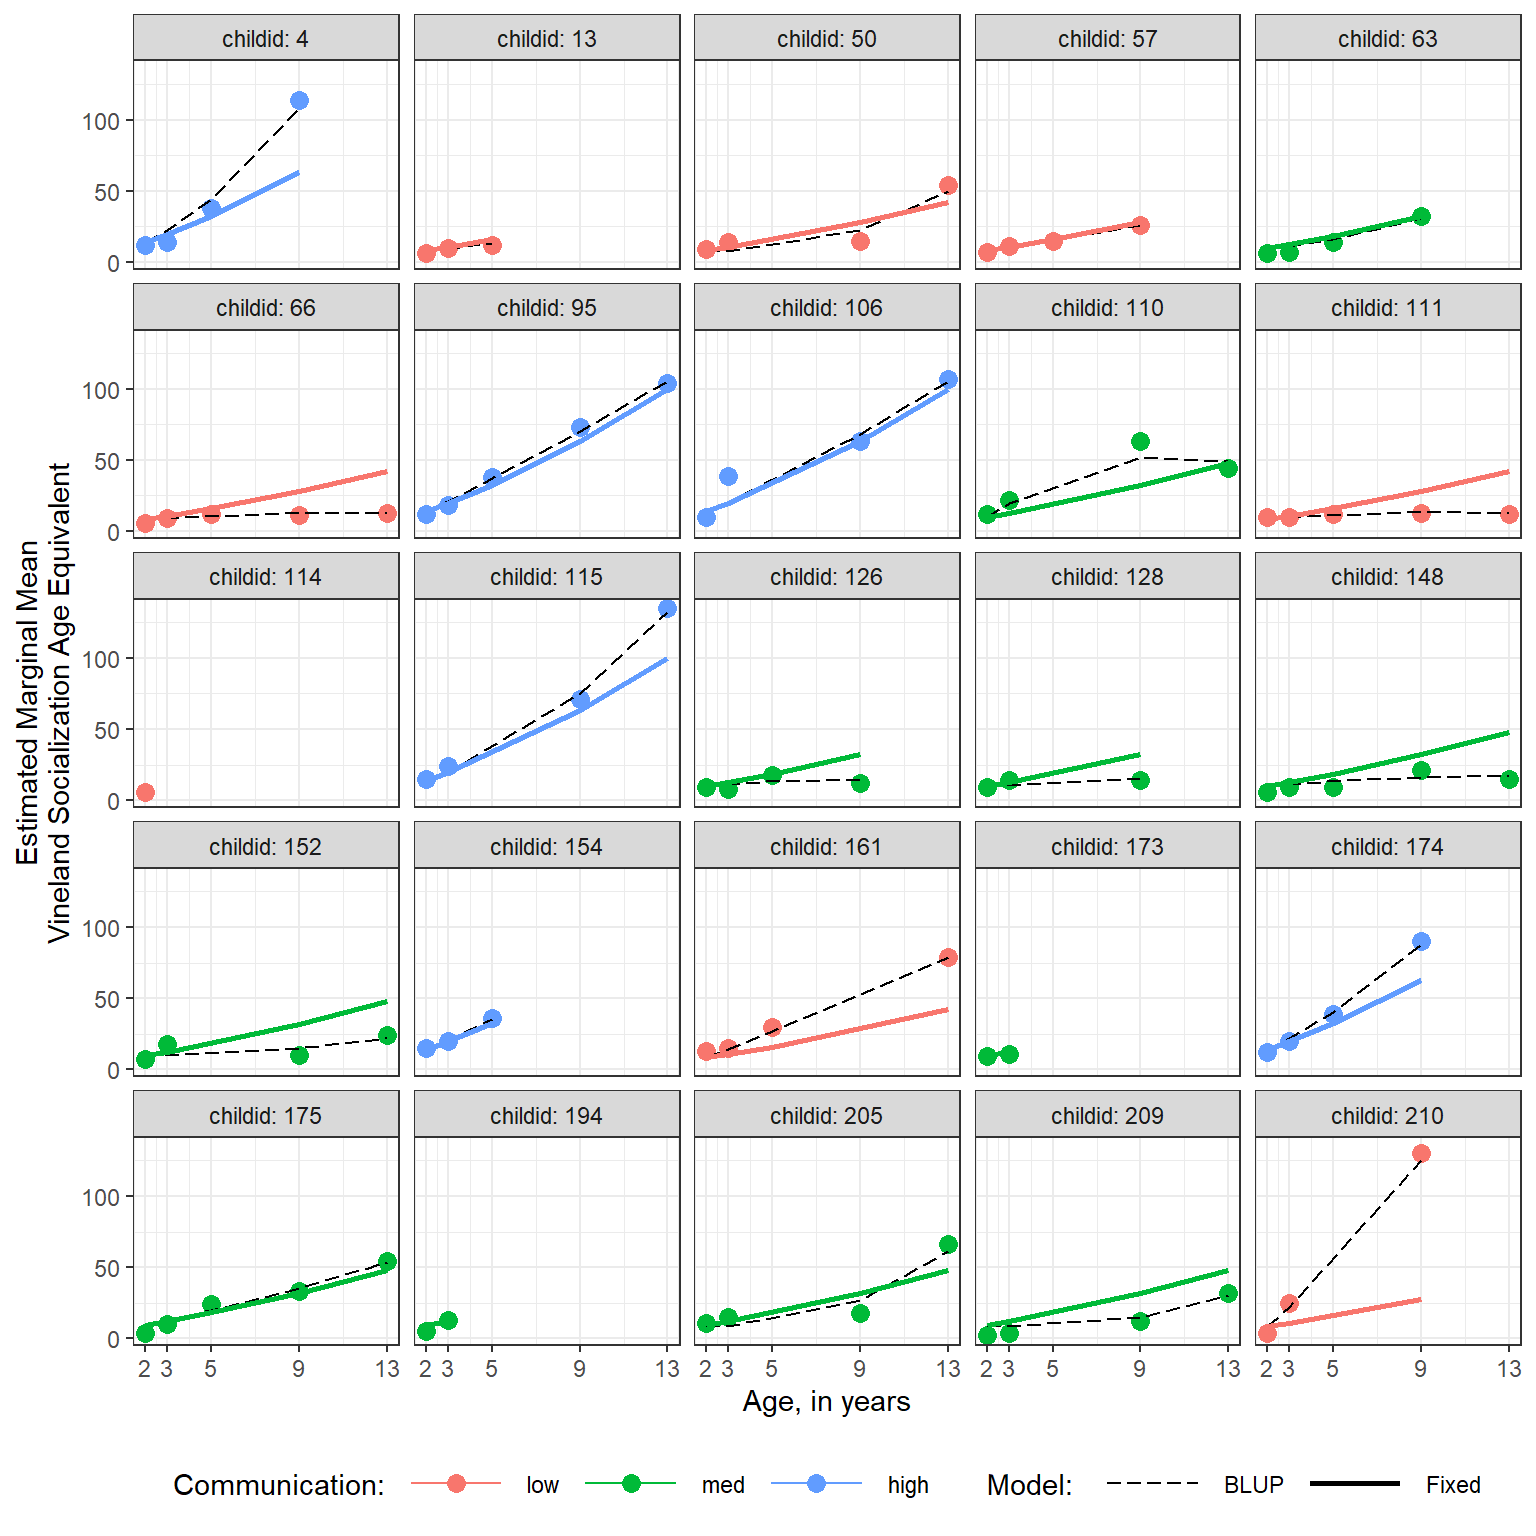 childid: 4
childid: 13
childid: 50
childid: 57
childid: 63
100
50
0
childid: 66
childid: 95
childid: 106
childid: 110
childid: 111
100
50
0
childid: 114
childid: 115
childid: 126
childid: 128
childid: 148
100
50
0
childid: 152
childid: 154
childid: 161
childid: 173
childid: 174
100
50
0
childid: 175
childid: 194
childid: 205
childid: 209
childid: 210
100
50
0
2 3 5 9 13
2 3 5 9 13
2 3 5 9 13
2 3 5 9 13
2 3 5 9 13
Estimated Marginal Mean
Vineland Socialization Age Equivalent
Age, in years
Communication: low med high Model: BLUP Fixed